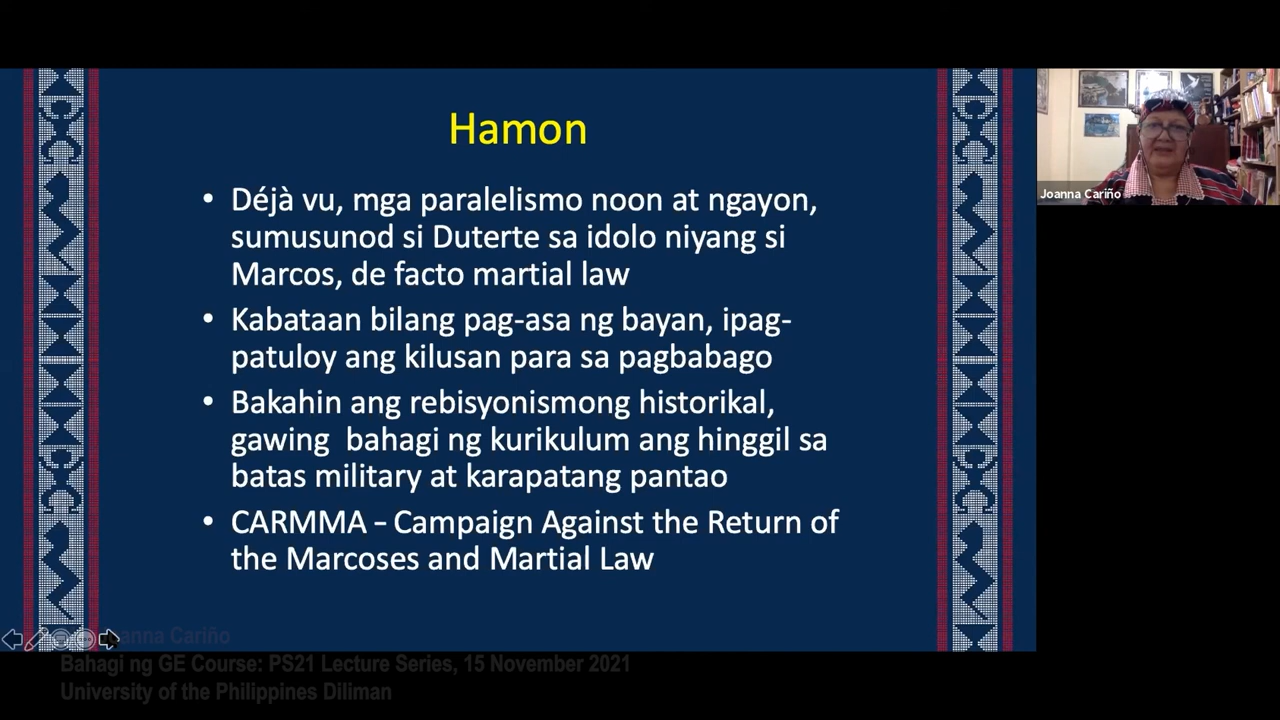 Hamon
• Déjà vu, mga paralelismo noon at ngayon,
sumusunod si Duterte sa idolo niyang si
Marcos, de facto martial law
• Kabataan bilang pag-asa ng bayan, ipag-
patuloy ang kilusan para sa pagbabago
• Bakahin ang rebisyonismong historikal,
gawing bahagi ng kurikulum ang hinggil sa
batas military at karapatang pantao
• CARMMA – Campaign Against the Return of
the Marcoses and Martial Law
Joanna Cariño
Cariño
Bahagi ng GE Course: PS21 Lecture Series, 15 November 2021
University of the Philippines Diliman